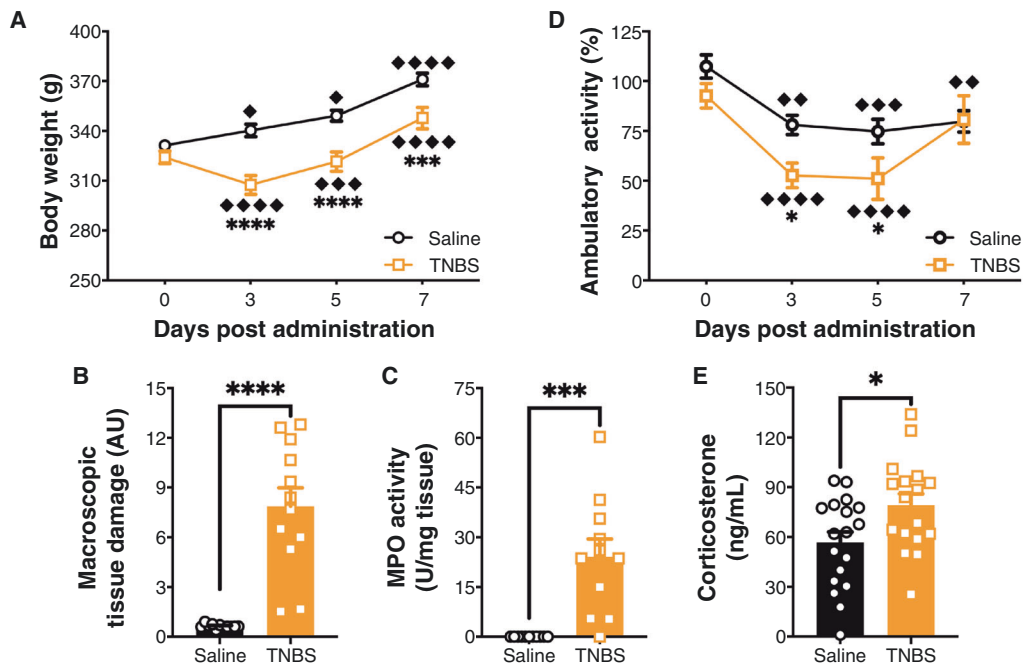 A
Body weight (g)
410
370
330
310
250
◆
◆
◆◆◆◆
◆◆◆◆
****
◆◆◆
****
◆◆◆◆
***
Saline
TNBS
0
3
5
7
Days post administration
D
Ambulatory activity (%)
125
100
75
50
25
0
◆◆
◆◆◆
◆◆
◆◆◆◆
*
◆◆◆◆
*
Saline
TNBS
0
3
5
7
Days post administration
B
Macroscopic
tissue damage (AU)
15
12
9
6
3
0
****
Saline
TNBS
C
MPO activity
(U/mg tissue)
75
60
45
30
15
0
***
Saline
TNBS
E
Corticosterone
(ng/mL)
150
120
90
60
30
0
*
Saline
TNBS